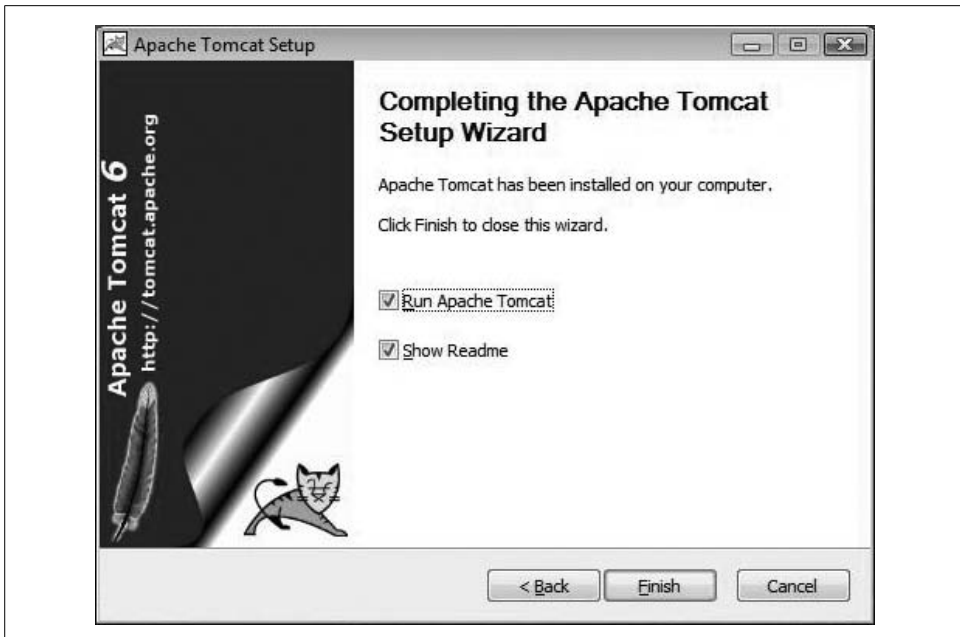 Apache Tomcat Setup
Apache Tomcat 6
http://tomcat.apache.org
Completing the Apache Tomcat
Setup Wizard
Apache Tomcat has been installed on your computer.
Click Finish to close this wizard.
Run Apache Tomcat
Show Readme
< Back
Finish
Cancel